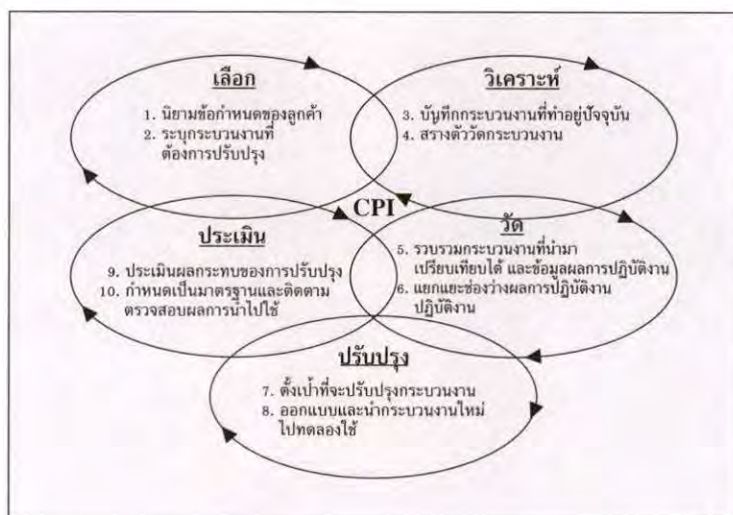 เลือก
1. นิยามข้อกำหนดของลูกค้า
2. ระบุกระบวนงานที่
ต้องการปรับปรุง
วิเคราะห์
3. บันทึกกระบวนงานที่ทำอยู่ปัจจุบัน
4. สร้างตัววัดกระบวนงาน
CPI
วัด
5. รวบรวมกระบวนงานที่นำมา
เปรียบเทียบได้ และข้อมูลผลการปฏิบัติงาน
6. แยกแยะช่องว่างผลการปฏิบัติงาน
ปฏิบัติงาน
ปรับปรุง
7. ตั้งเป้าที่จะปรับปรุงกระบวนงาน
8. ออกแบบและนำกระบวนงานใหม่
ไปทดลองใช้
ประเมิน
9. ประเมินผลกระทบของการปรับปรุง
10. กำหนดเป็นมาตรฐานและติดตาม
ตรวจสอบผลการนำไปใช้